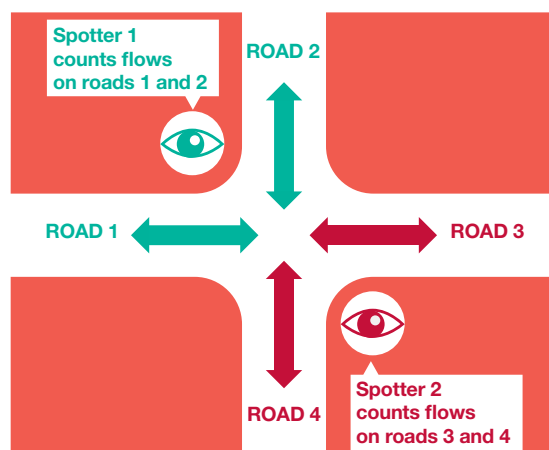 Spotter 1
counts flows
on roads 1 and 2
ROAD 2
ROAD 1
ROAD 3
ROAD 4
Spotter 2
counts flows
on roads 3 and 4